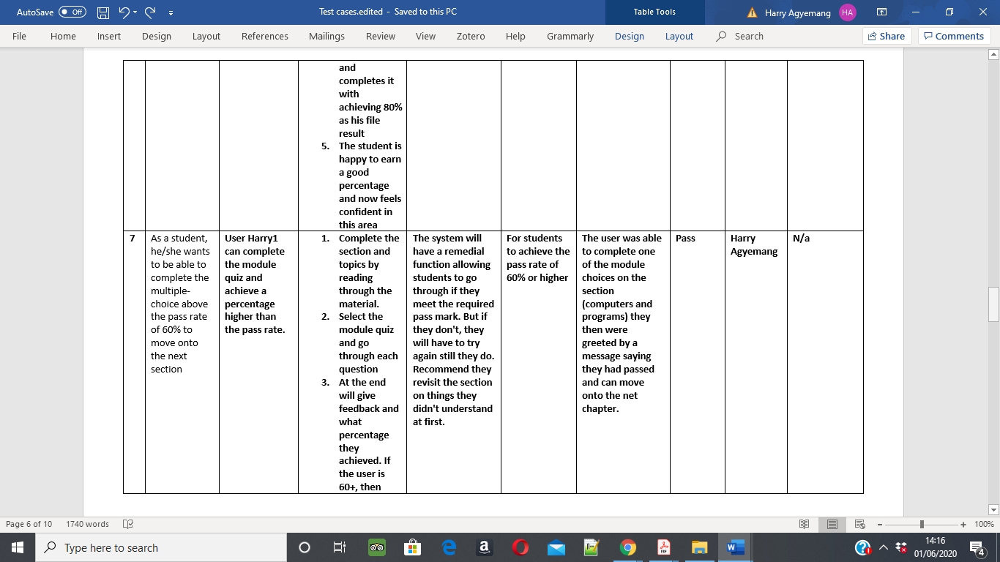 AutoSave Off
Test cases.edited - Saved to this PC
Table Tools
Harry Agyemang HA
File Home Insert Design Layout References Mailings Review View Zotero Help Grammarly Design Layout Search Share Comments
and
completes it
with
achieving 80%
as his file
result
5. The student is
happy to earn
a good
percentage
and now feels
confident in
this area
7
As a student,
he/she wants
to be able to
complete the
multiple-
choice above
the pass rate
of 60% to
move onto
the next
section
User Harry1
can complete
the module
quiz and
achieve a
percentage
higher than
the pass rate.
1. Complete the
section and
topics by
reading
through the
material.
2. Select the
module quiz
and go
through each
question
3. At the end
will give
feedback and
what
percentage
they
achieved. If
the user is
60+, then
The system will
have a remedial
function allowing
students to go
through if they
meet the required
pass mark. But if
they don't, they
will have to try
again still they do.
Recommend they
revisit the section
on things they
didn't understand
at first.
For students
to achieve the
pass rate of
60% or higher
The user was able
to complete one
of the module
choices on the
section
(computers and
programs) they
then were
greeted by a
message saying
they had passed
and can move
onto the net
chapter.
Pass
Harry
Agyemang
N/a
Page 6 of 10 1740 words
100%
Type here to search
14:16
01/06/2020
4